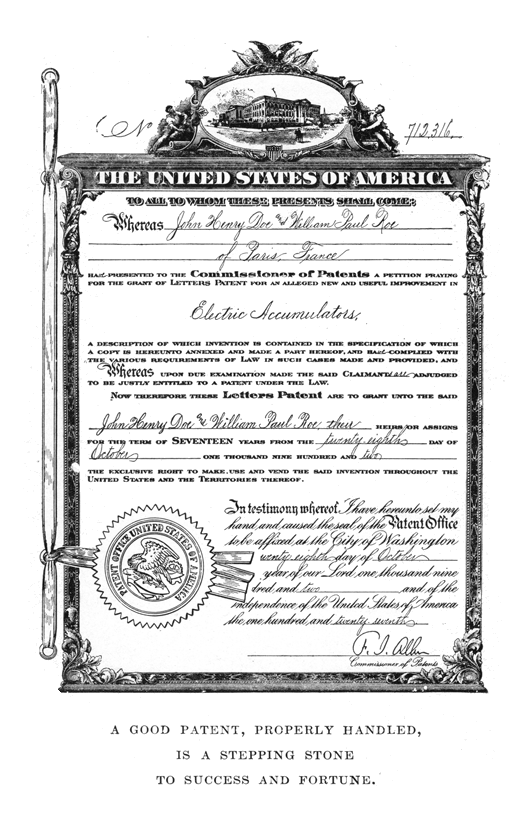 No 712,316.
THE UNITED STATES OF AMERICA
TO ALL TO WHOM THESE PRESENTS SHALL COME:
Whereas John Henry Doe & William Paul Roe
of Paris, France
HAVE PRESENTED TO THE Commissioner of Patents A PETITION PRAYING
FOR THE GRANT OF LETTERS PATENT FOR AN ALLEGED NEW AND USEFUL IMPROVEMENT IN
Electric Accumulators,
A DESCRIPTION OF WHICH INVENTION IS CONTAINED IN THE SPECIFICATION OF WHICH
A COPY IS HEREUNTO ANNEXED AND MADE A PART HEREOF, AND HAVE COMPLIED WITH
THE VARIOUS REQUIREMENTS OF LAW IN SUCH CASES MADE AND PROVIDED, AND
Whereas UPON DUE EXAMINATION MADE THE SAID CLAIMANTS ARE ADJUDGED
TO BE JUSTLY ENTITLED TO A PATENT UNDER THE LAW.
NOW THEREFORE THESE Letters Patent ARE TO GRANT UNTO THE SAID
John Henry Doe & William Paul Roe, their HEIRS OR ASSIGNS
FOR THE TERM OF SEVENTEEN YEARS FROM THE twenty eighth DAY OF
October ONE THOUSAND NINE HUNDRED AND two
THE EXCLUSIVE RIGHT TO MAKE, USE AND VEND THE SAID INVENTION THROUGHOUT THE
UNITED STATES AND THE TERRITORIES THEREOF.
In testimony whereof, I have hereunto set my
hand and caused the seal of the Patent Office
to be affixed at the City of Washington
wenty eighth day of October
year of our Lord one thousand nine
dred and two and of the
independence of the United States of America
the one hundred and twenty seventh
PATENT OFFICE UNITED STATES OF AMERICA
F. I. Allen
Commissioner of Patents
A GOOD PATENT, PROPERLY HANDLED,
IS A STEPPING STONE
TO SUCCESS AND FORTUNE.